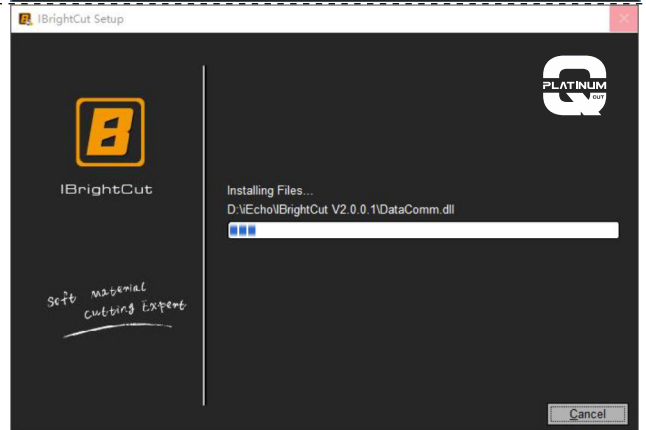 IBrightCut Setup
PLATINUM
Q
OUT
B
IBrightCut
Installing Files...
D:\iEcho\IBrightCut V2.0.0.1\DataComm.dll
Soft Material
Cutting Expert
Cancel